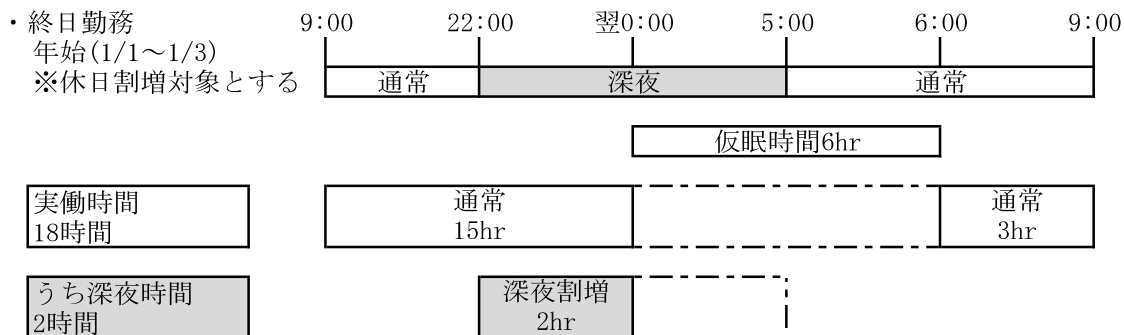 ・終日勤務 9:00 22:00 翌0:00 5:00 6:00 9:00
年始(1/1～1/3)
※休日割増対象とする 通常 深夜 通常
仮眠時間6hr
実働時間 通常 通常
18時間 15hr 3hr
うち深夜時間 深夜割増
2時間 2hr